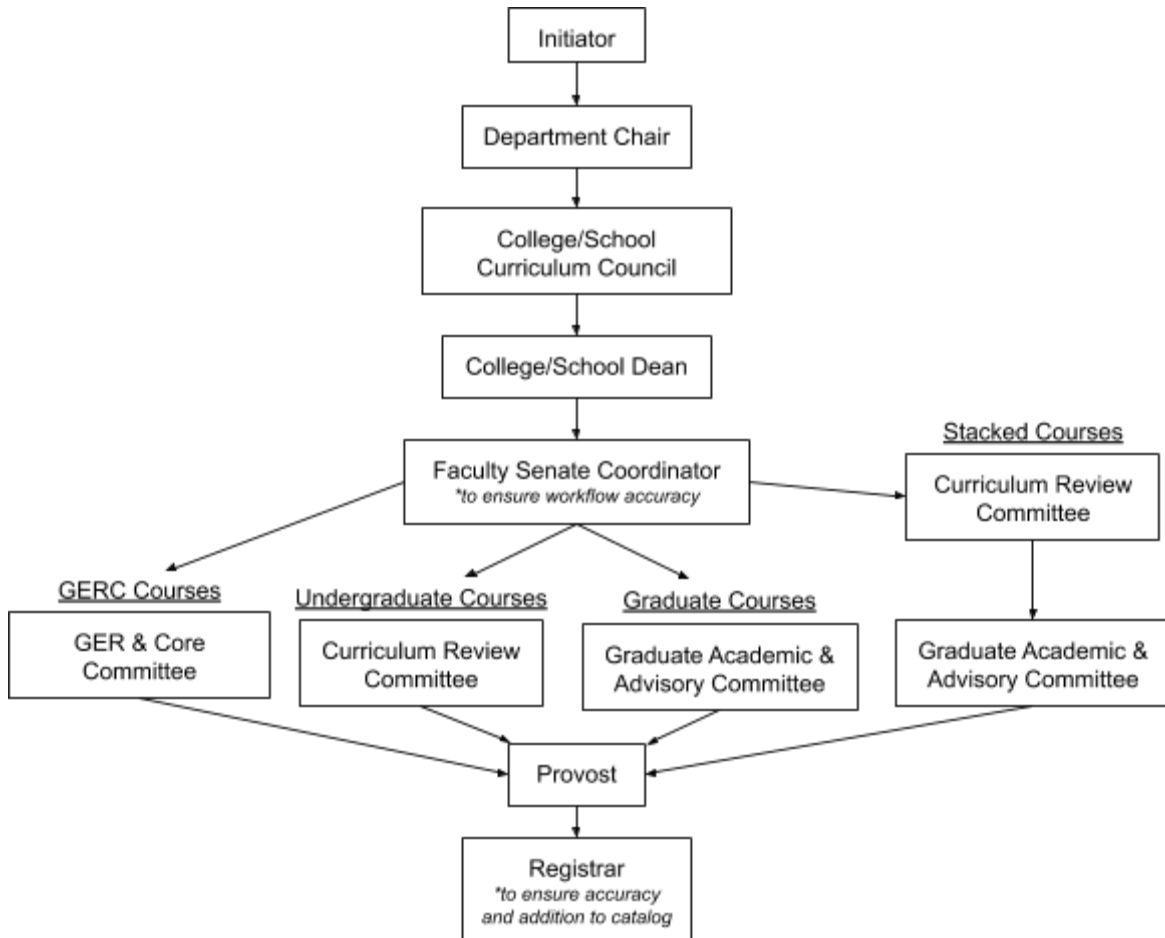 Initiator
Department Chair
College/School
Curriculum Council
College/School Dean
Faculty Senate Coordinator
*to ensure workflow accuracy
Stacked Courses
Curriculum Review
Committee
GERC Courses
GER & Core
Committee
Undergraduate Courses
Curriculum Review
Committee
Graduate Courses
Graduate Academic &
Advisory Committee
Graduate Academic &
Advisory Committee
Provost
Registrar
*to ensure accuracy
and addition to catalog